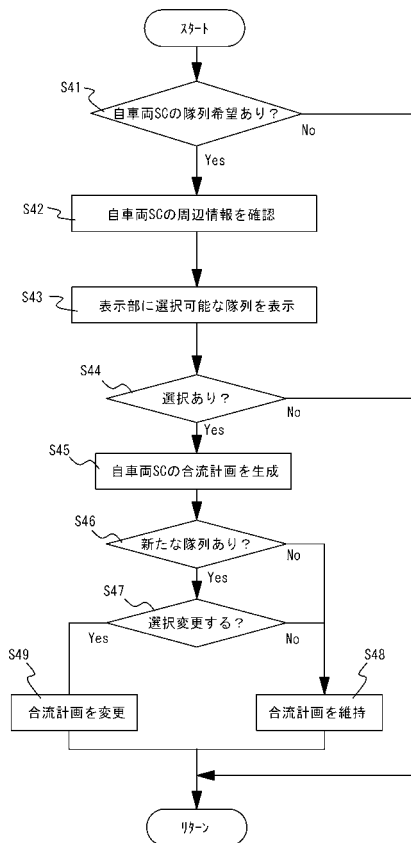 スタート
S41
自車両SCの隊列希望あり?
No
Yes
S42
自車両SCの周辺情報を確認
S43
表示部に選択可能な隊列を表示
S44
選択あり?
No
Yes
S45
自車両SCの合流計画を生成
S46
新たな隊列あり?
No
Yes
S47
選択変更する?
Yes
No
S49
S48
合流計画を変更
合流計画を維持
リターン